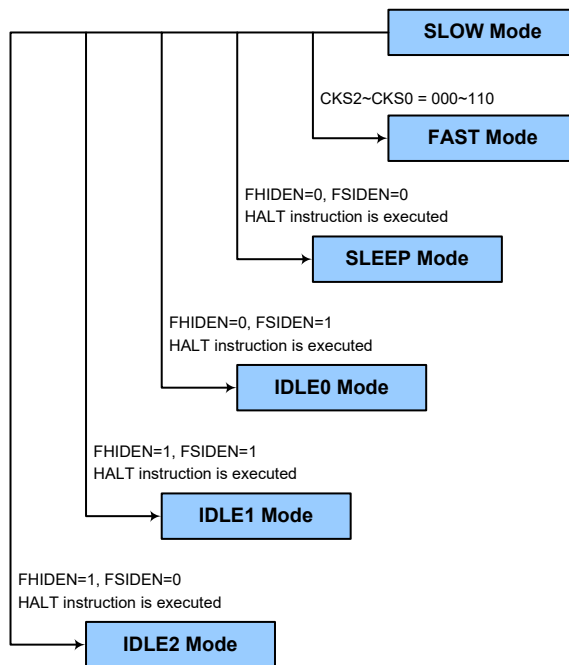 SLOW Mode
CKS2~CKS0 = 000~110
FAST Mode
FHIDEN=0, FSIDEN=0
HALT instruction is executed
SLEEP Mode
FHIDEN=0, FSIDEN=1
HALT instruction is executed
IDLE0 Mode
FHIDEN=1, FSIDEN=1
HALT instruction is executed
IDLE1 Mode
FHIDEN=1, FSIDEN=0
HALT instruction is executed
IDLE2 Mode